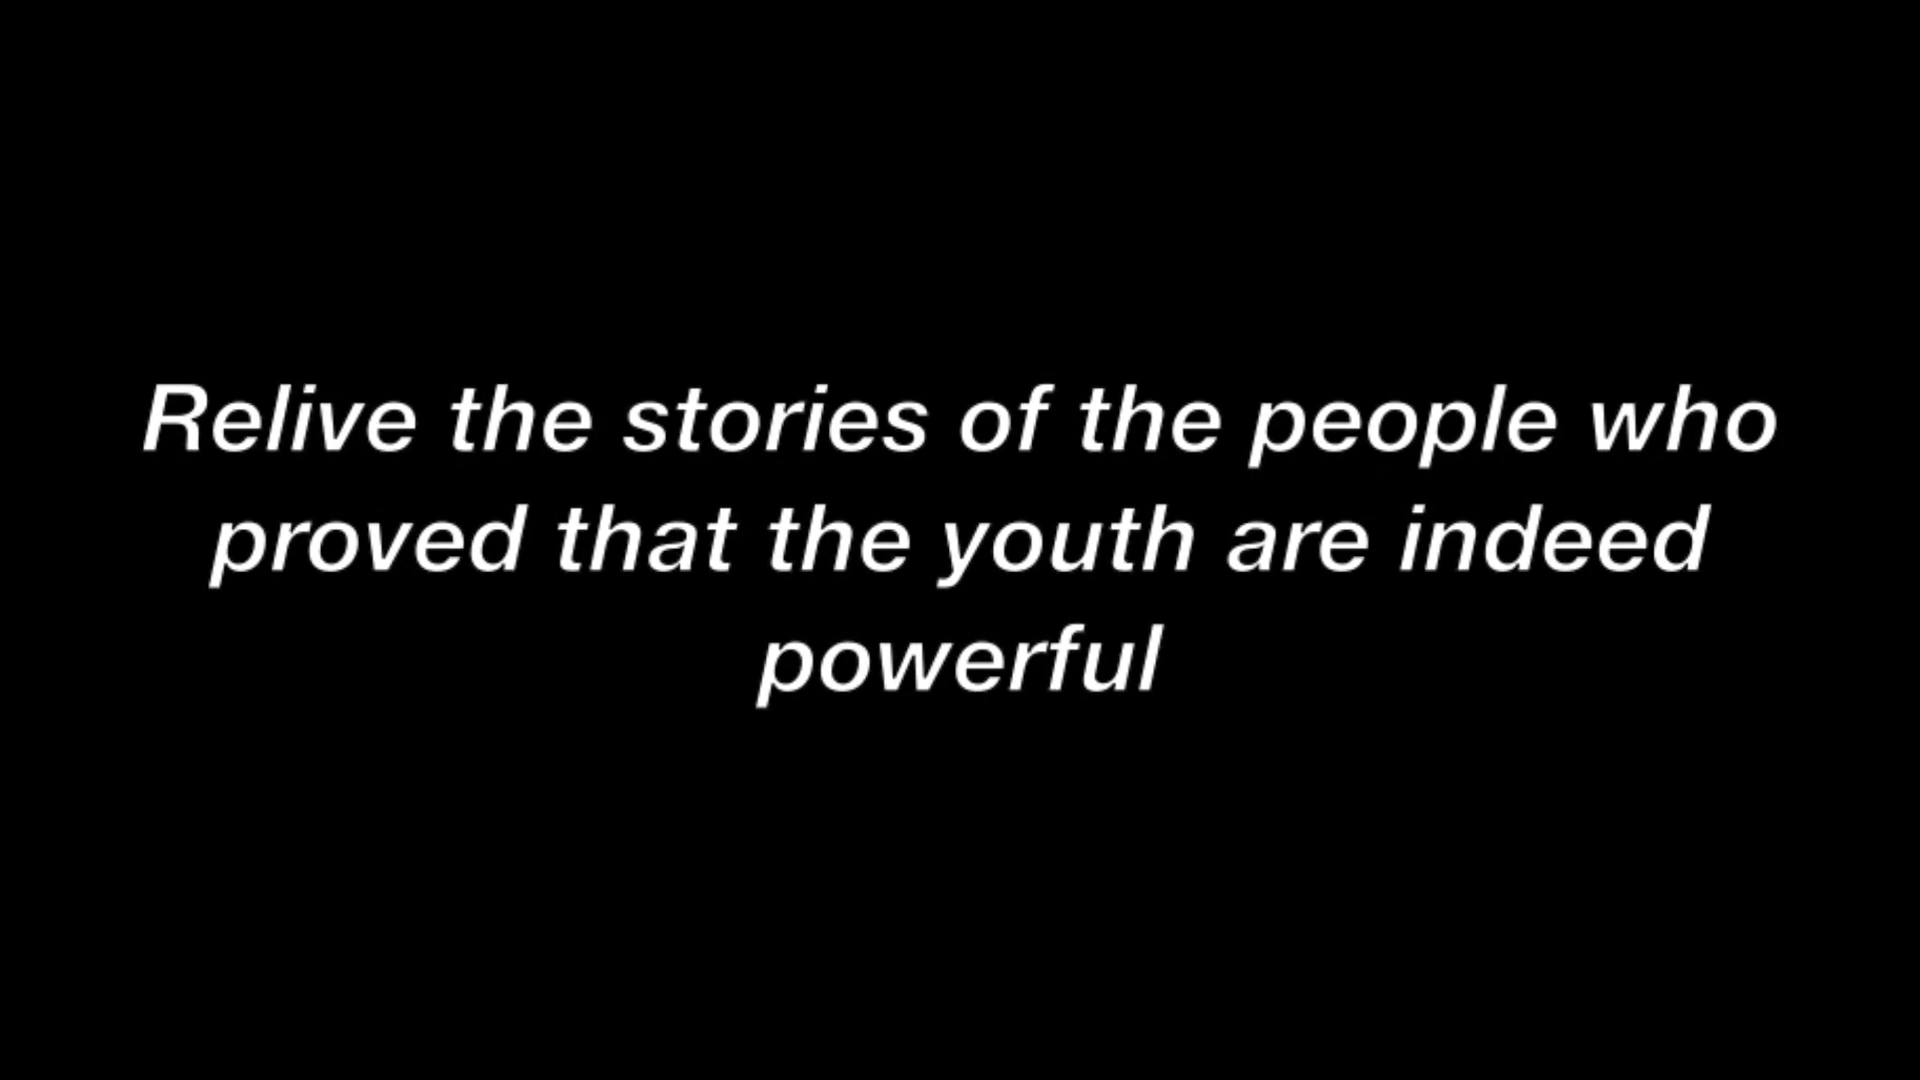 Relive the stories of the people who
proved that the youth are indeed
powerful